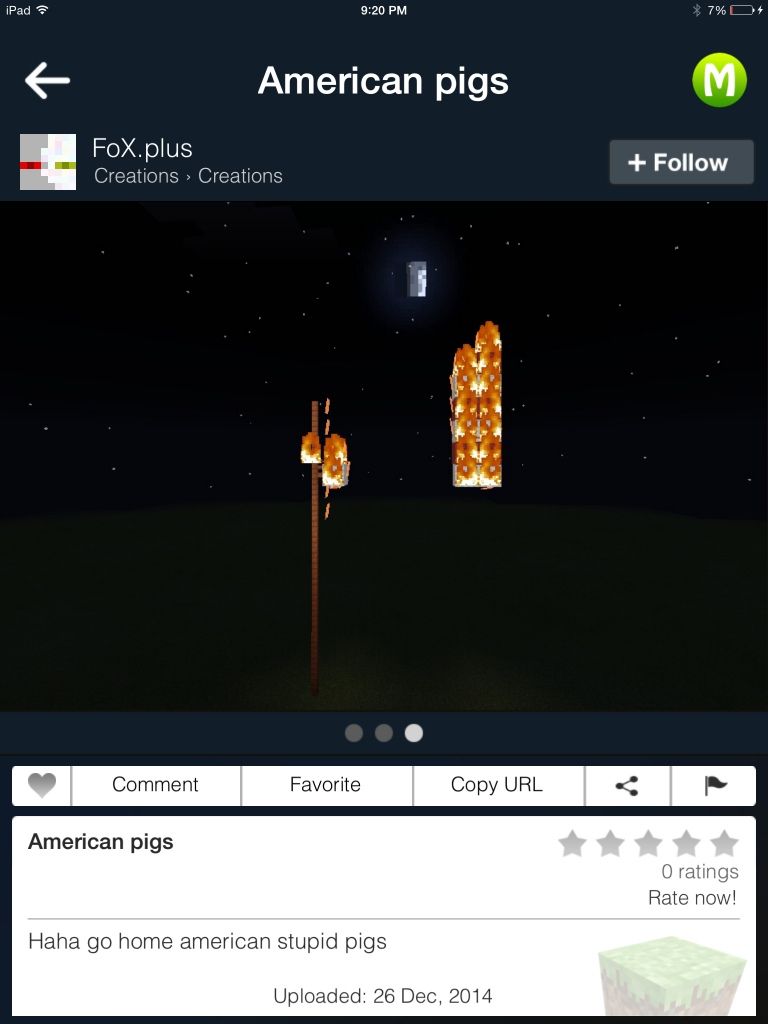 iPad 9:20 PM 7%
American pigs
M
FoX.plus
Creations › Creations
+ Follow
Comment Favorite Copy URL
American pigs
0 ratings
Rate now!
Haha go home american stupid pigs
Uploaded: 26 Dec, 2014